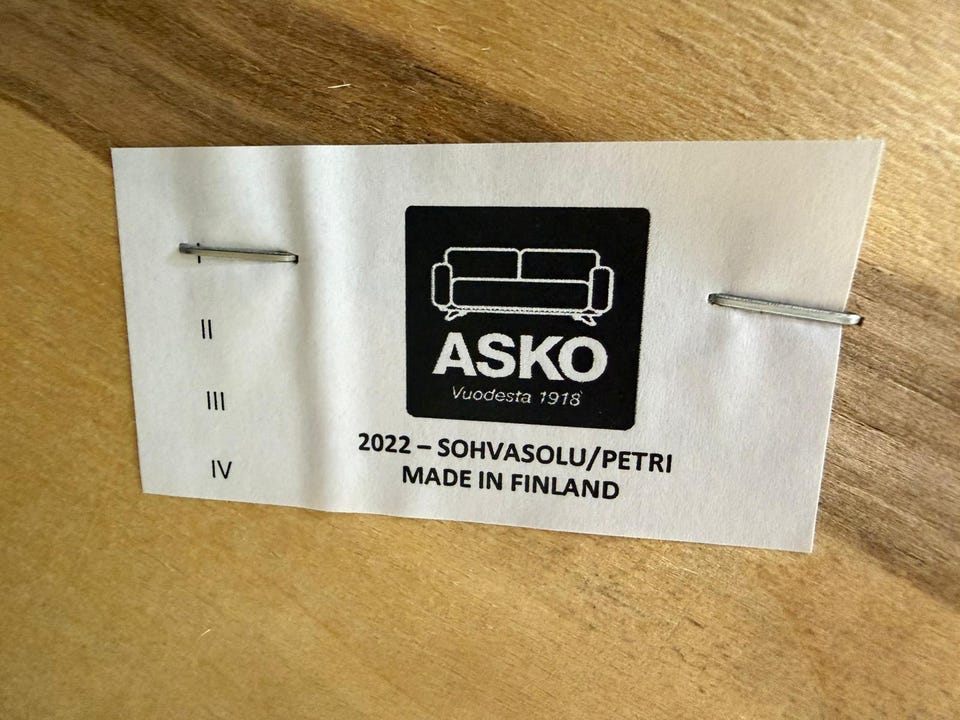 I
II
III
IV
ASKO
Vuodesta 1918
2022 – SOHVASOLU/PETRI
MADE IN FINLAND